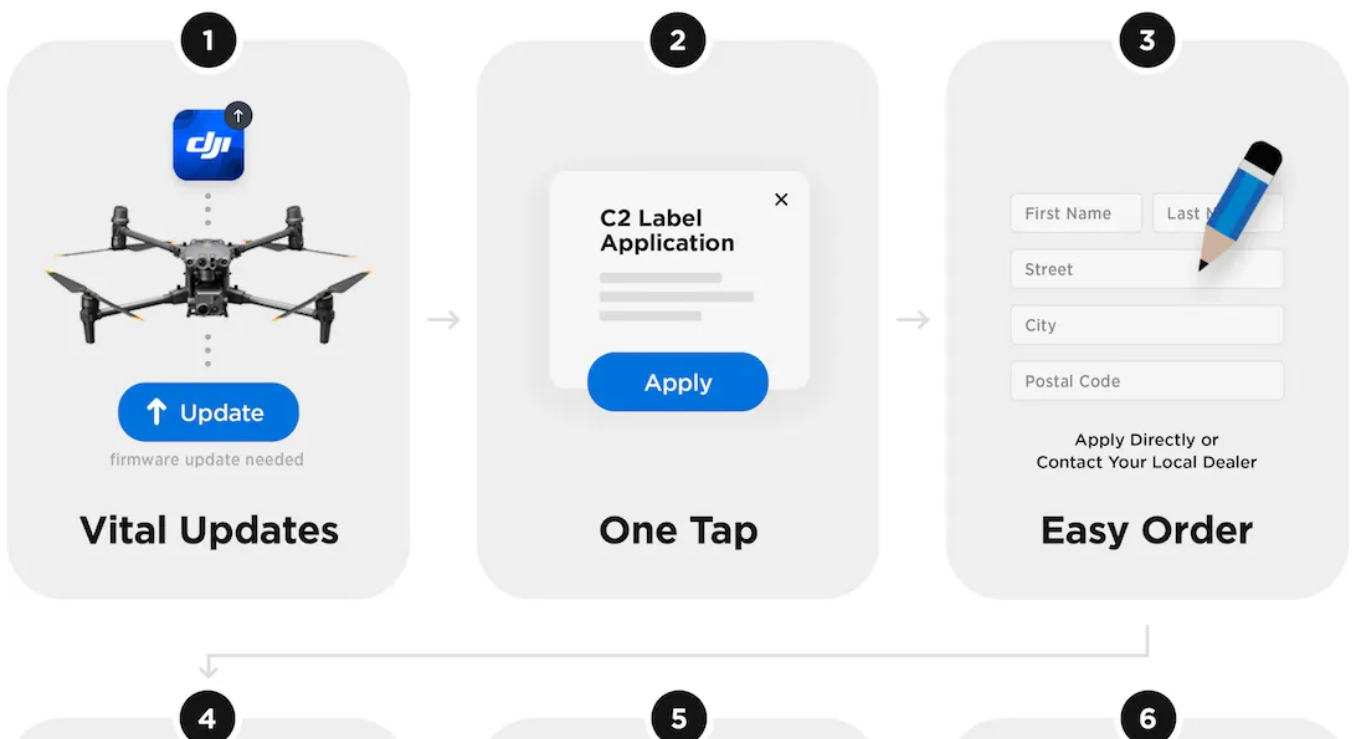 1
2
3
dji
Update
firmware update needed
Vital Updates
C2 Label
Application
Apply
One Tap
First Name
Last N
Street
City
Postal Code
Apply Directly or
Contact Your Local Dealer
Easy Order
4
5
6